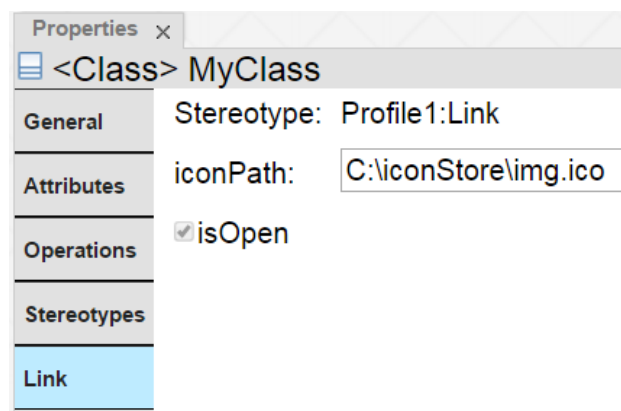 Properties ×
<Class> MyClass
General
Stereotype: Profile1:Link
Attributes
iconPath: C:\iconStore\img.ico
Operations
isOpen
Stereotypes
Link